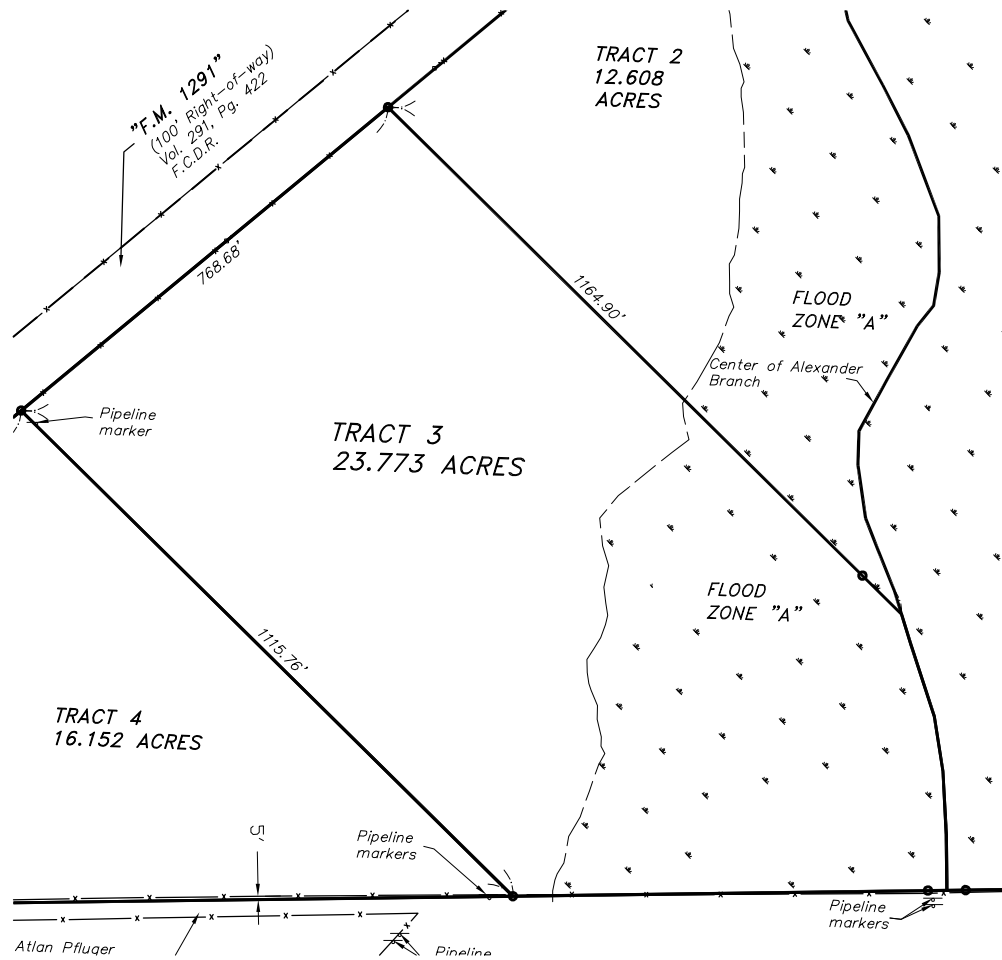 "F.M. 1291"
(100' Right-of-way)
Vol. 291, Pg. 422
F.C.D.R.
TRACT 2
12.608
ACRES
768.68'
1164.90'
FLOOD
ZONE "A"
Center of Alexander
Branch
Pipeline
marker
TRACT 3
23.773 ACRES
FLOOD
ZONE "A"
1115.76'
TRACT 4
16.152 ACRES
5'
Pipeline
markers
Pipeline
markers
Atlan Pfluger
Pipeline